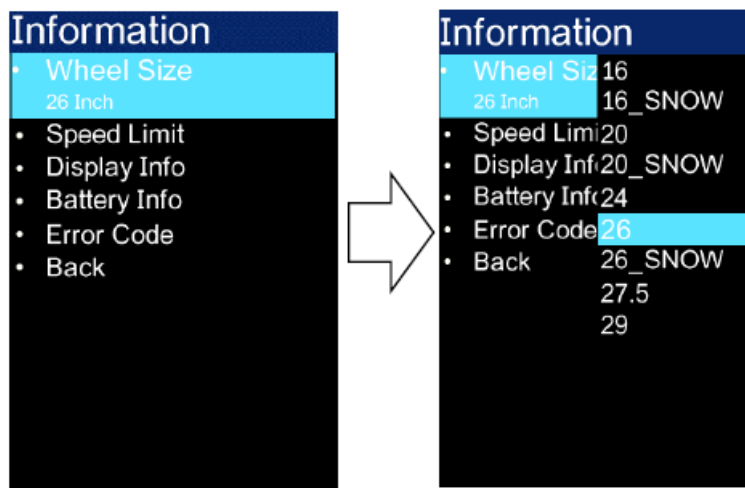 Information
• Wheel Size
26 Inch
• Speed Limit
• Display Info
• Battery Info
• Error Code
• Back
Information
• Wheel Siz
26 Inch
• Speed Limi
• Display Inf
• Battery Info
• Error Code
• Back
16
16_SNOW
20
20_SNOW
24
26
26_SNOW
27.5
29